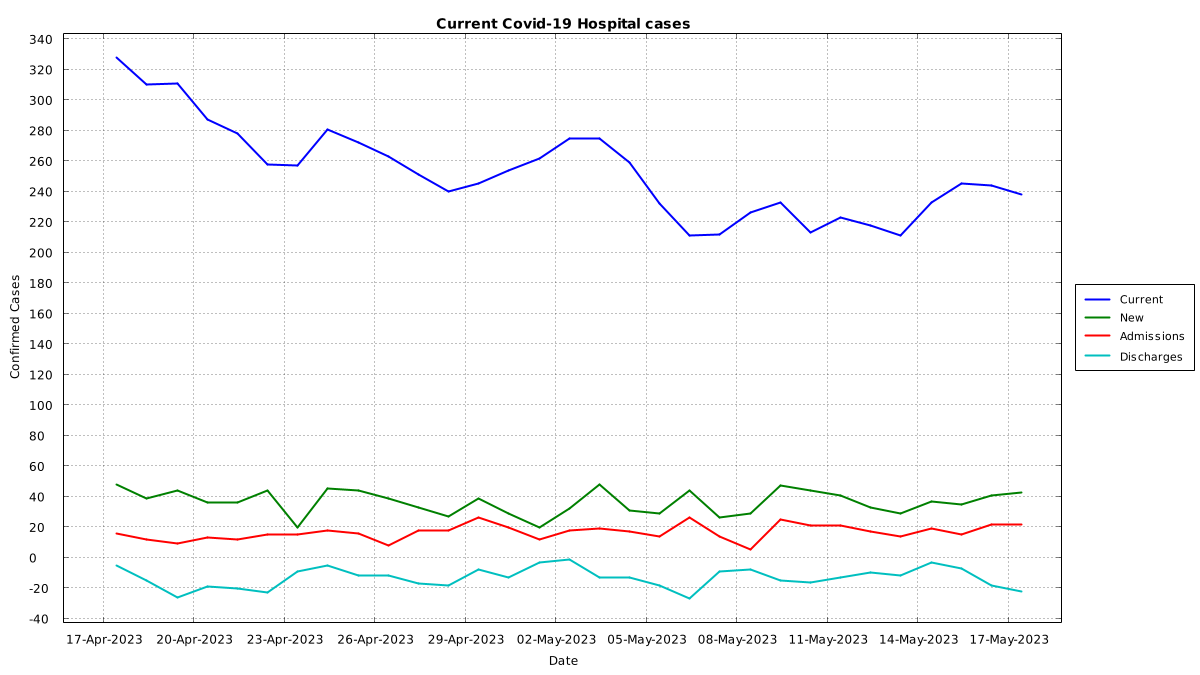 Current Covid-19 Hospital cases
Confirmed Cases
340
320
300
280
260
240
220
200
180
160
140
120
100
80
60
40
20
0
-20
-40
17-Apr-2023 20-Apr-2023 23-Apr-2023 26-Apr-2023 29-Apr-2023 02-May-2023 05-May-2023 08-May-2023 11-May-2023 14-May-2023 17-May-2023
Date
Current
New
Admissions
Discharges